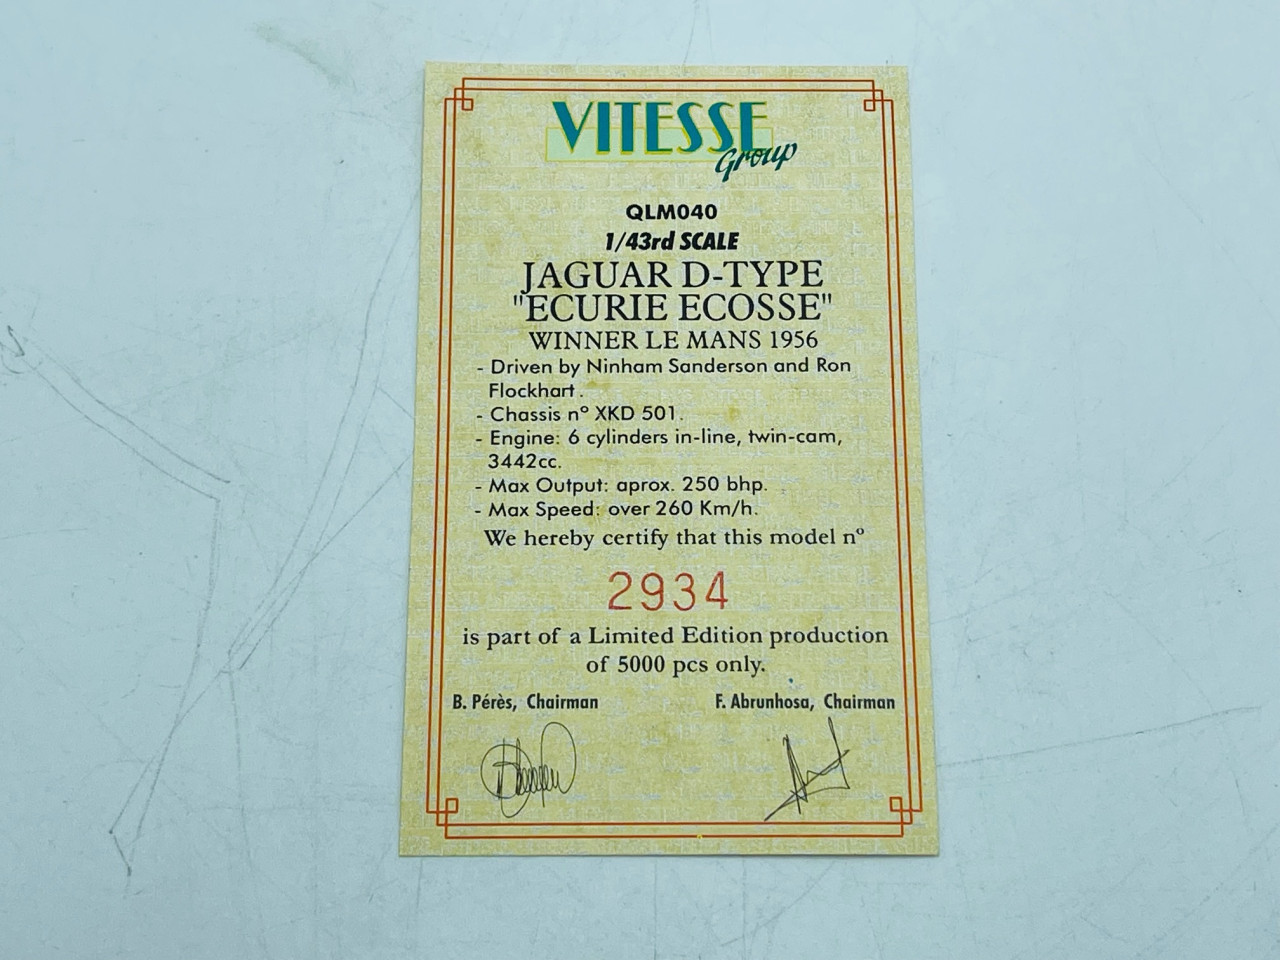 VITESSE
Group
QLM040
1/43rd SCALE
JAGUAR D-TYPE
"ECURIE ECOSSE"
WINNER LE MANS 1956
- Driven by Ninham Sanderson and Ron
Flockhart.
- Chassis nº XKD 501.
- Engine: 6 cylinders in-line, twin-cam,
3442cc.
- Max Output: aprox. 250 bhp.
- Max Speed: over 260 Km/h.
We hereby certify that this model nº
2934
is part of a Limited Edition production
of 5000 pcs only.
B. Pérès, Chairman F. Abrunhosa, Chairman